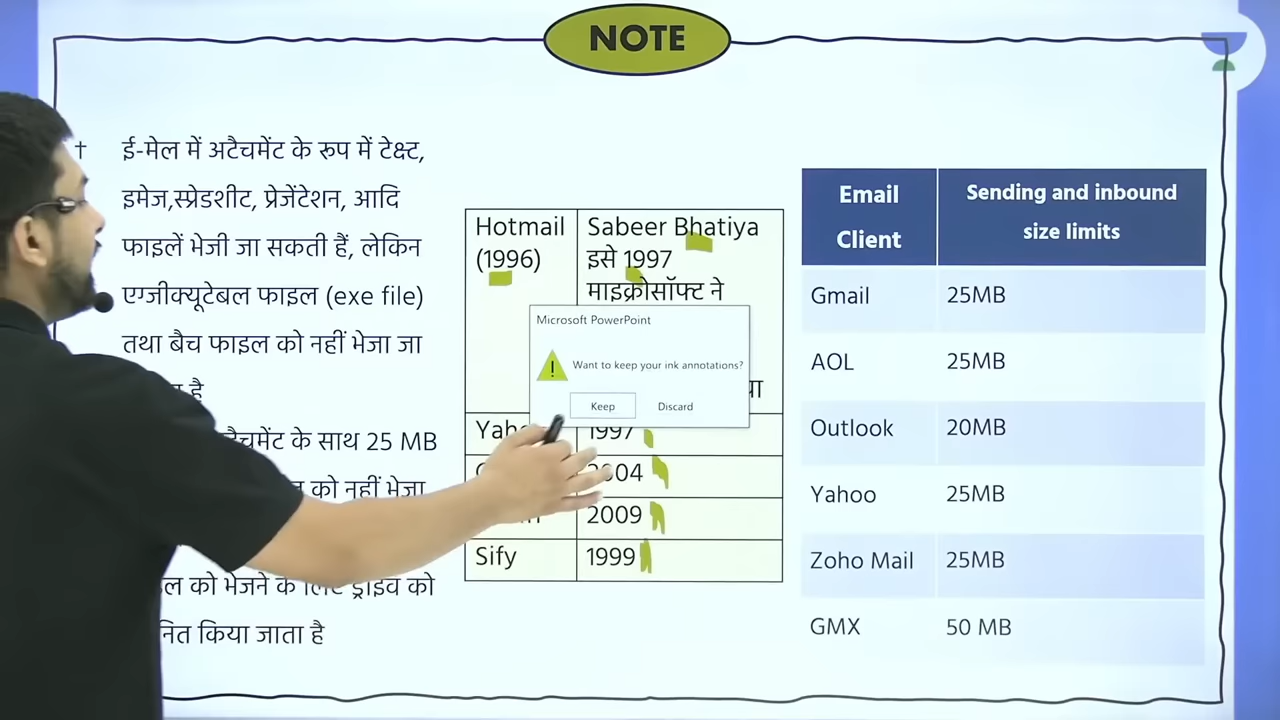 NOTE
† ई-मेल में अटैचमेंट के रूप में टेक्ष्ट,
इमेज,स्प्रेडशीट, प्रेजेंटेशन, आदि
फाइलें भेजी जा सकती हैं, लेकिन
एग्जीक्यूटेबल फाइल (exe file)
तथा बैच फाइल को नहीं भेजा जा
है
के साथ 25 MB
को नहीं भेजा
को भेजने के लिए ड्राइव को
किया जाता है
Hotmail
(1996)
Sabeer Bhatiya
इसे 1997
माइक्रोसॉफ्ट ने
Microsoft PowerPoint
Want to keep your ink annotations?
Keep Discard
1997
2009
Sify 1999
Email
Client
Sending and inbound
size limits
Gmail 25MB
AOL 25MB
Outlook 20MB
Yahoo 25MB
Zoho Mail 25MB
GMX 50 MB